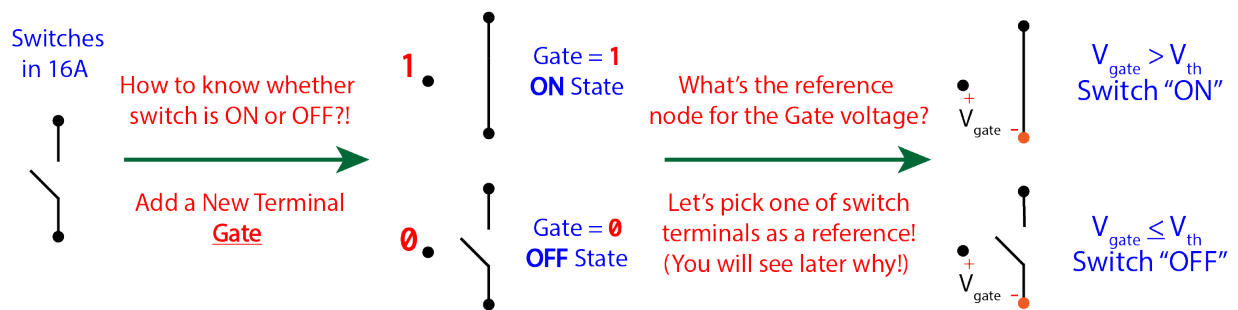 Switches
in 16A
How to know whether
switch is ON or OFF?!
Add a New Terminal
Gate
1
Gate = 1
ON State
0
Gate = 0
OFF State
What's the reference
node for the Gate voltage?
Let's pick one of switch
terminals as a reference!
(You will see later why!)
+
Vgate -
Vgate > Vth
Switch "ON"
+
Vgate -
Vgate ≤ Vth
Switch "OFF"